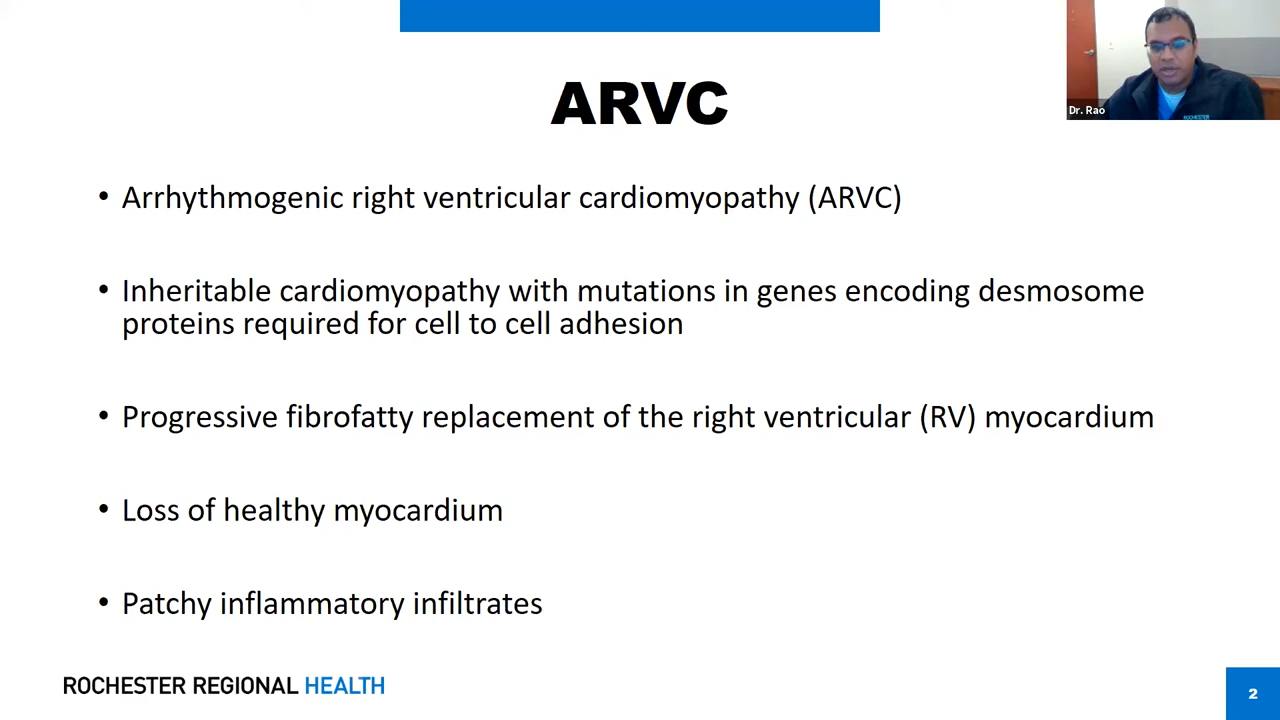 ARVC
Dr. Rao
ROCHESTER
• Arrhythmogenic right ventricular cardiomyopathy (ARVC)
• Inheritable cardiomyopathy with mutations in genes encoding desmosome
proteins required for cell to cell adhesion
• Progressive fibrofatty replacement of the right ventricular (RV) myocardium
• Loss of healthy myocardium
• Patchy inflammatory infiltrates
ROCHESTER REGIONAL HEALTH
2